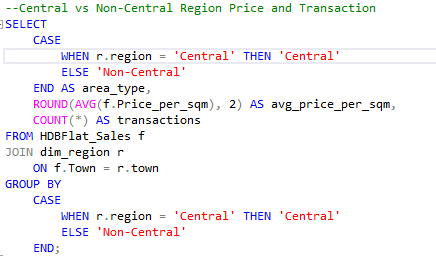 --Central vs Non-Central Region Price and Transaction
SELECT
    CASE
        WHEN r.region = 'Central' THEN 'Central'
        ELSE 'Non-Central'
    END AS area_type,
    ROUND(AVG(f.Price_per_sqm), 2) AS avg_price_per_sqm,
    COUNT(*) AS transactions
FROM HDBFlat_Sales f
JOIN dim_region r
    ON f.Town = r.town
GROUP BY
    CASE
        WHEN r.region = 'Central' THEN 'Central'
        ELSE 'Non-Central'
    END;